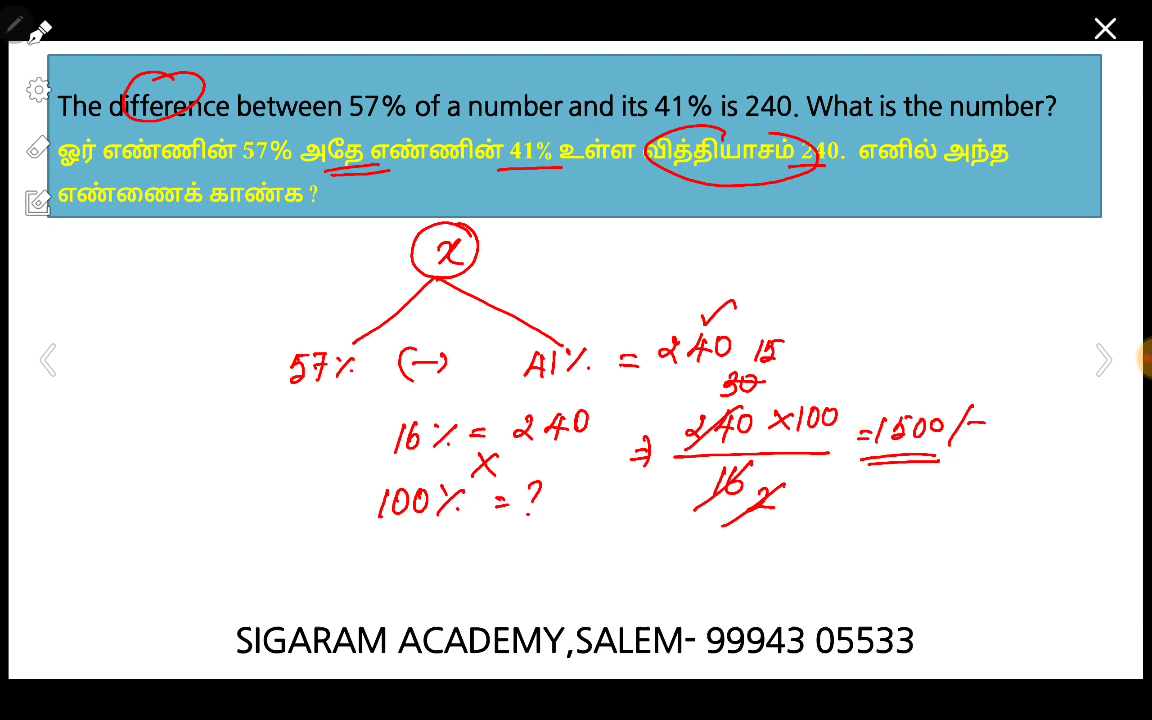 The difference between 57% of a number and its 41% is 240. What is the number?
ஓர் எண்ணின் 57% அதே எண்ணின் 41% உள்ள வித்தியாசம் 240. எனில் அந்த
எண்ணைக் காண்க ?
x
57% (-) 41% = 240
16% = 240
×
100% = ?
15
30
⇒ 240 ×100 = 1500/-
16 2
SIGARAM ACADEMY,SALEM- 99943 05533